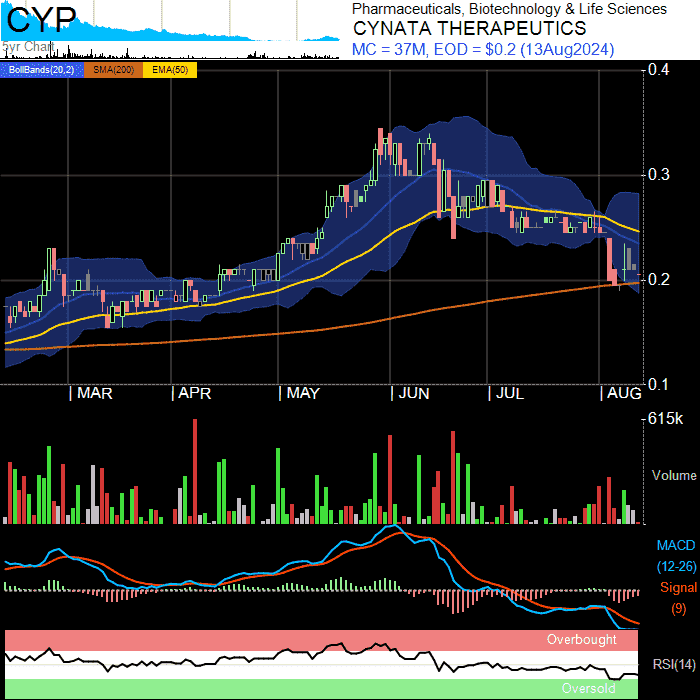 CYP
5yr Chart
Pharmaceuticals, Biotechnology & Life Sciences
CYNATA THERAPEUTICS
MC = 37M, EOD = $0.2 (13Aug2024)
BollBands(20,2) SMA(200) EMA(50)
0.4
0.3
0.2
0.1
MAR APR MAY JUN JUL AUG
615k
Volume
MACD
(12-26)
Signal
(9)
Overbought
RSI(14)
Oversold